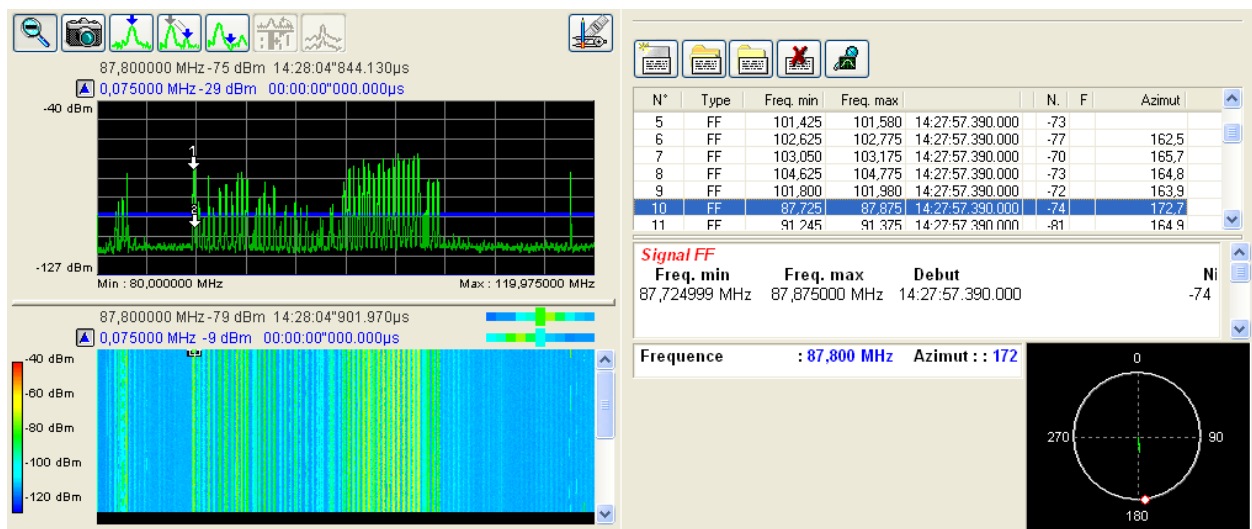 87,800000 MHz -75 dBm 14:28:04"844.130µs
0,075000 MHz -29 dBm 00:00:00"000.000µs
-40 dBm
1
2
-127 dBm
Min : 80,000000 MHz Max : 119,975000 MHz
87,800000 MHz -79 dBm 14:28:04"901.970µs
0,075000 MHz -9 dBm 00:00:00"000.000µs
-40 dBm
-60 dBm
-80 dBm
-100 dBm
-120 dBm
N° Type Freq. min Freq. max N. F Azimut
5 FF 101,425 101,580 14:27:57.390.000 -73
6 FF 102,625 102,775 14:27:57.390.000 -77 162,5
7 FF 103,050 103,175 14:27:57.390.000 -70 165,7
8 FF 104,625 104,775 14:27:57.390.000 -73 164,8
9 FF 101,800 101,980 14:27:57.390.000 -72 163,9
10 FF 87,725 87,875 14:27:57.390.000 -74 172,7
11 FF 91,245 91,375 14:27:57.390.000 -81 164,9
Signal FF
Freq. min Freq. max Debut Ni
87,724999 MHz 87,875000 MHz 14:27:57.390.000 -74
Frequence : 87,800 MHz Azimut : : 172
0
270 90
180